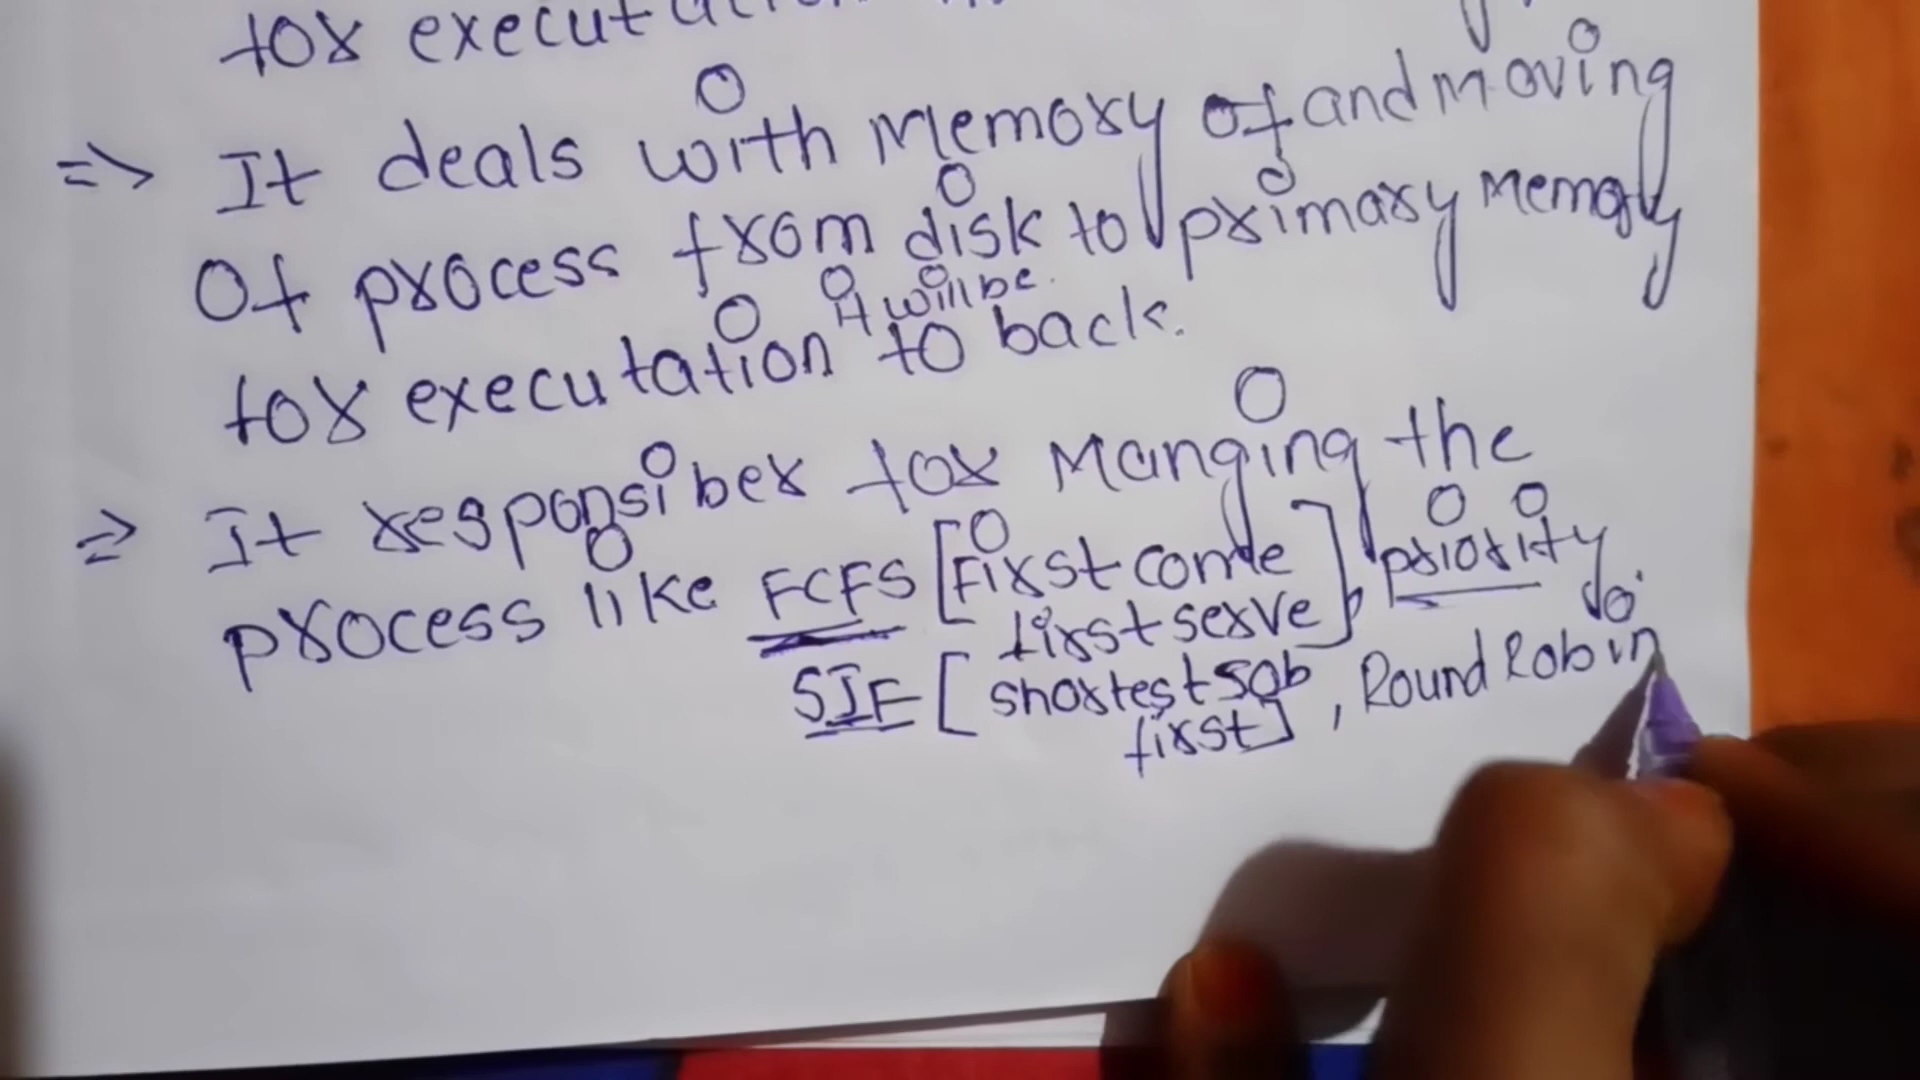 for executation
=> It deals with Memory of and moving
Of process from disk to primary Memory
it will be
for executation to back.
=> It responsiber for Manging the
process like FCFS [First come first serve], priority
SJF [shortest Job first], Round Robin